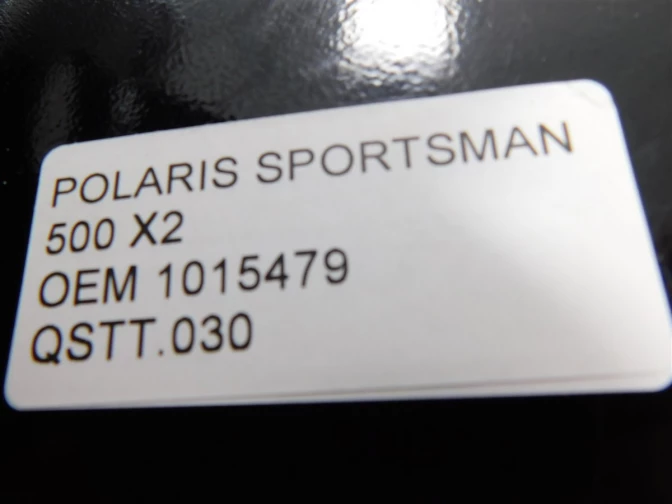 POLARIS SPORTSMAN
500 X2
OEM 1015479
QSTT.030